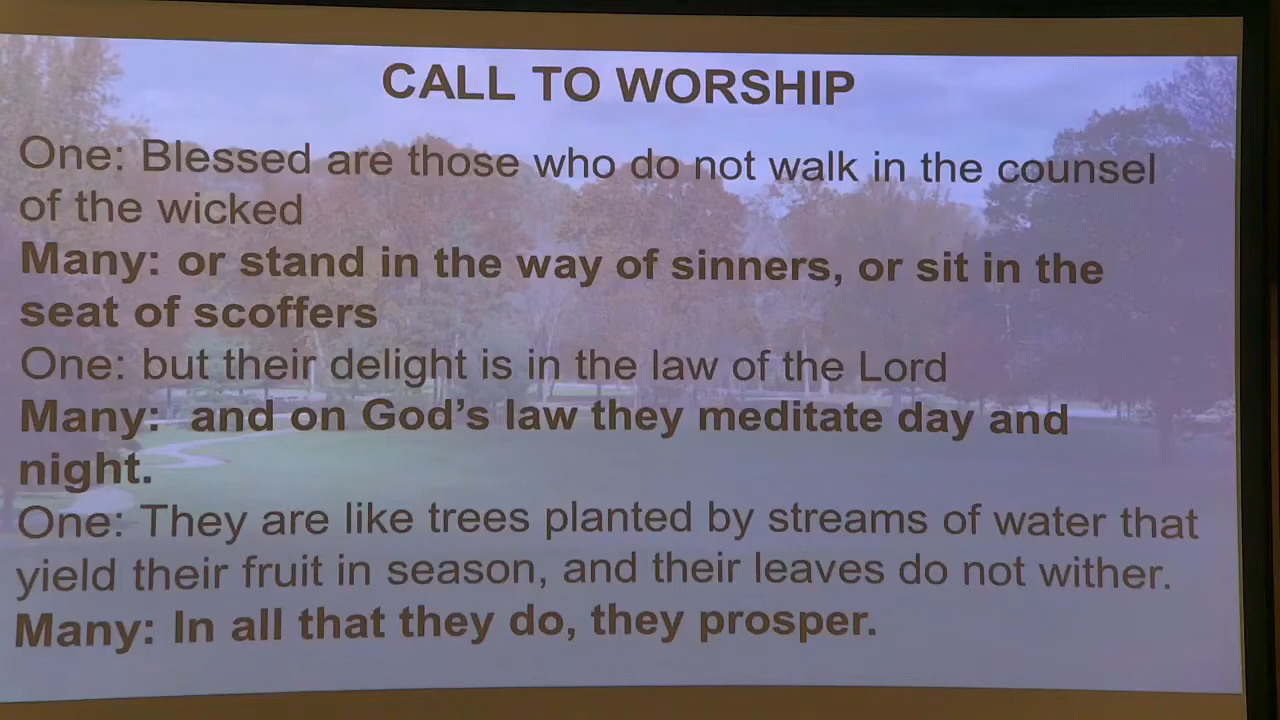 CALL TO WORSHIP
One: Blessed are those who do not walk in the counsel
of the wicked
Many: or stand in the way of sinners, or sit in the
seat of scoffers
One: but their delight is in the law of the Lord
Many:  and on God’s law they meditate day and
night.
One: They are like trees planted by streams of water that
yield their fruit in season, and their leaves do not wither.
Many: In all that they do, they prosper.